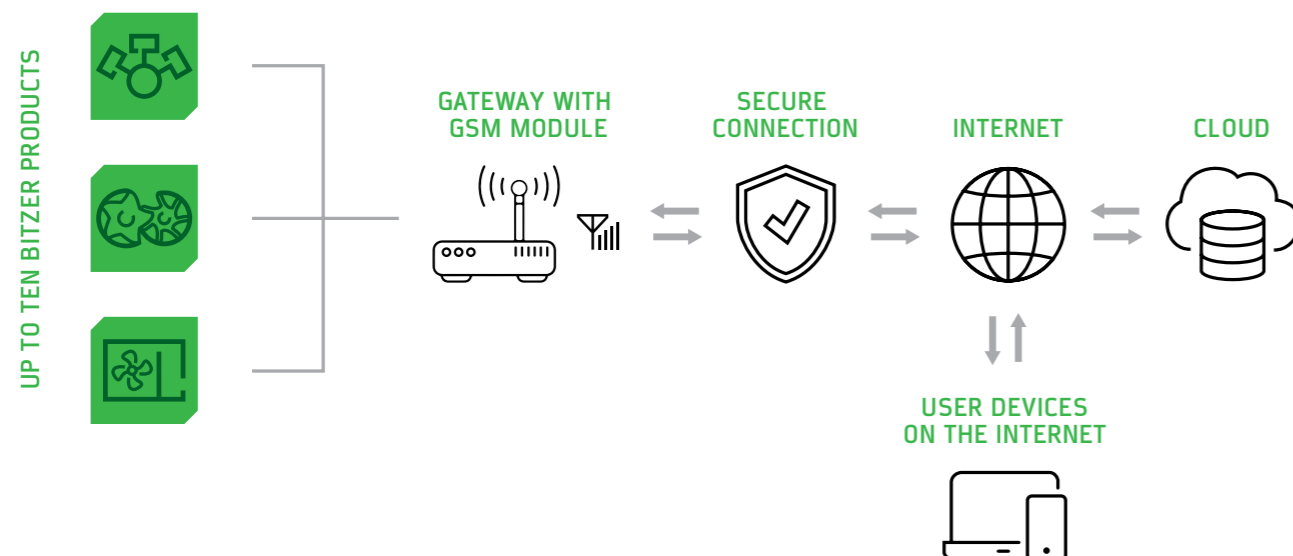 UP TO TEN BITZER PRODUCTS
GATEWAY WITH
GSM MODULE
SECURE
CONNECTION
INTERNET
CLOUD
USER DEVICES
ON THE INTERNET